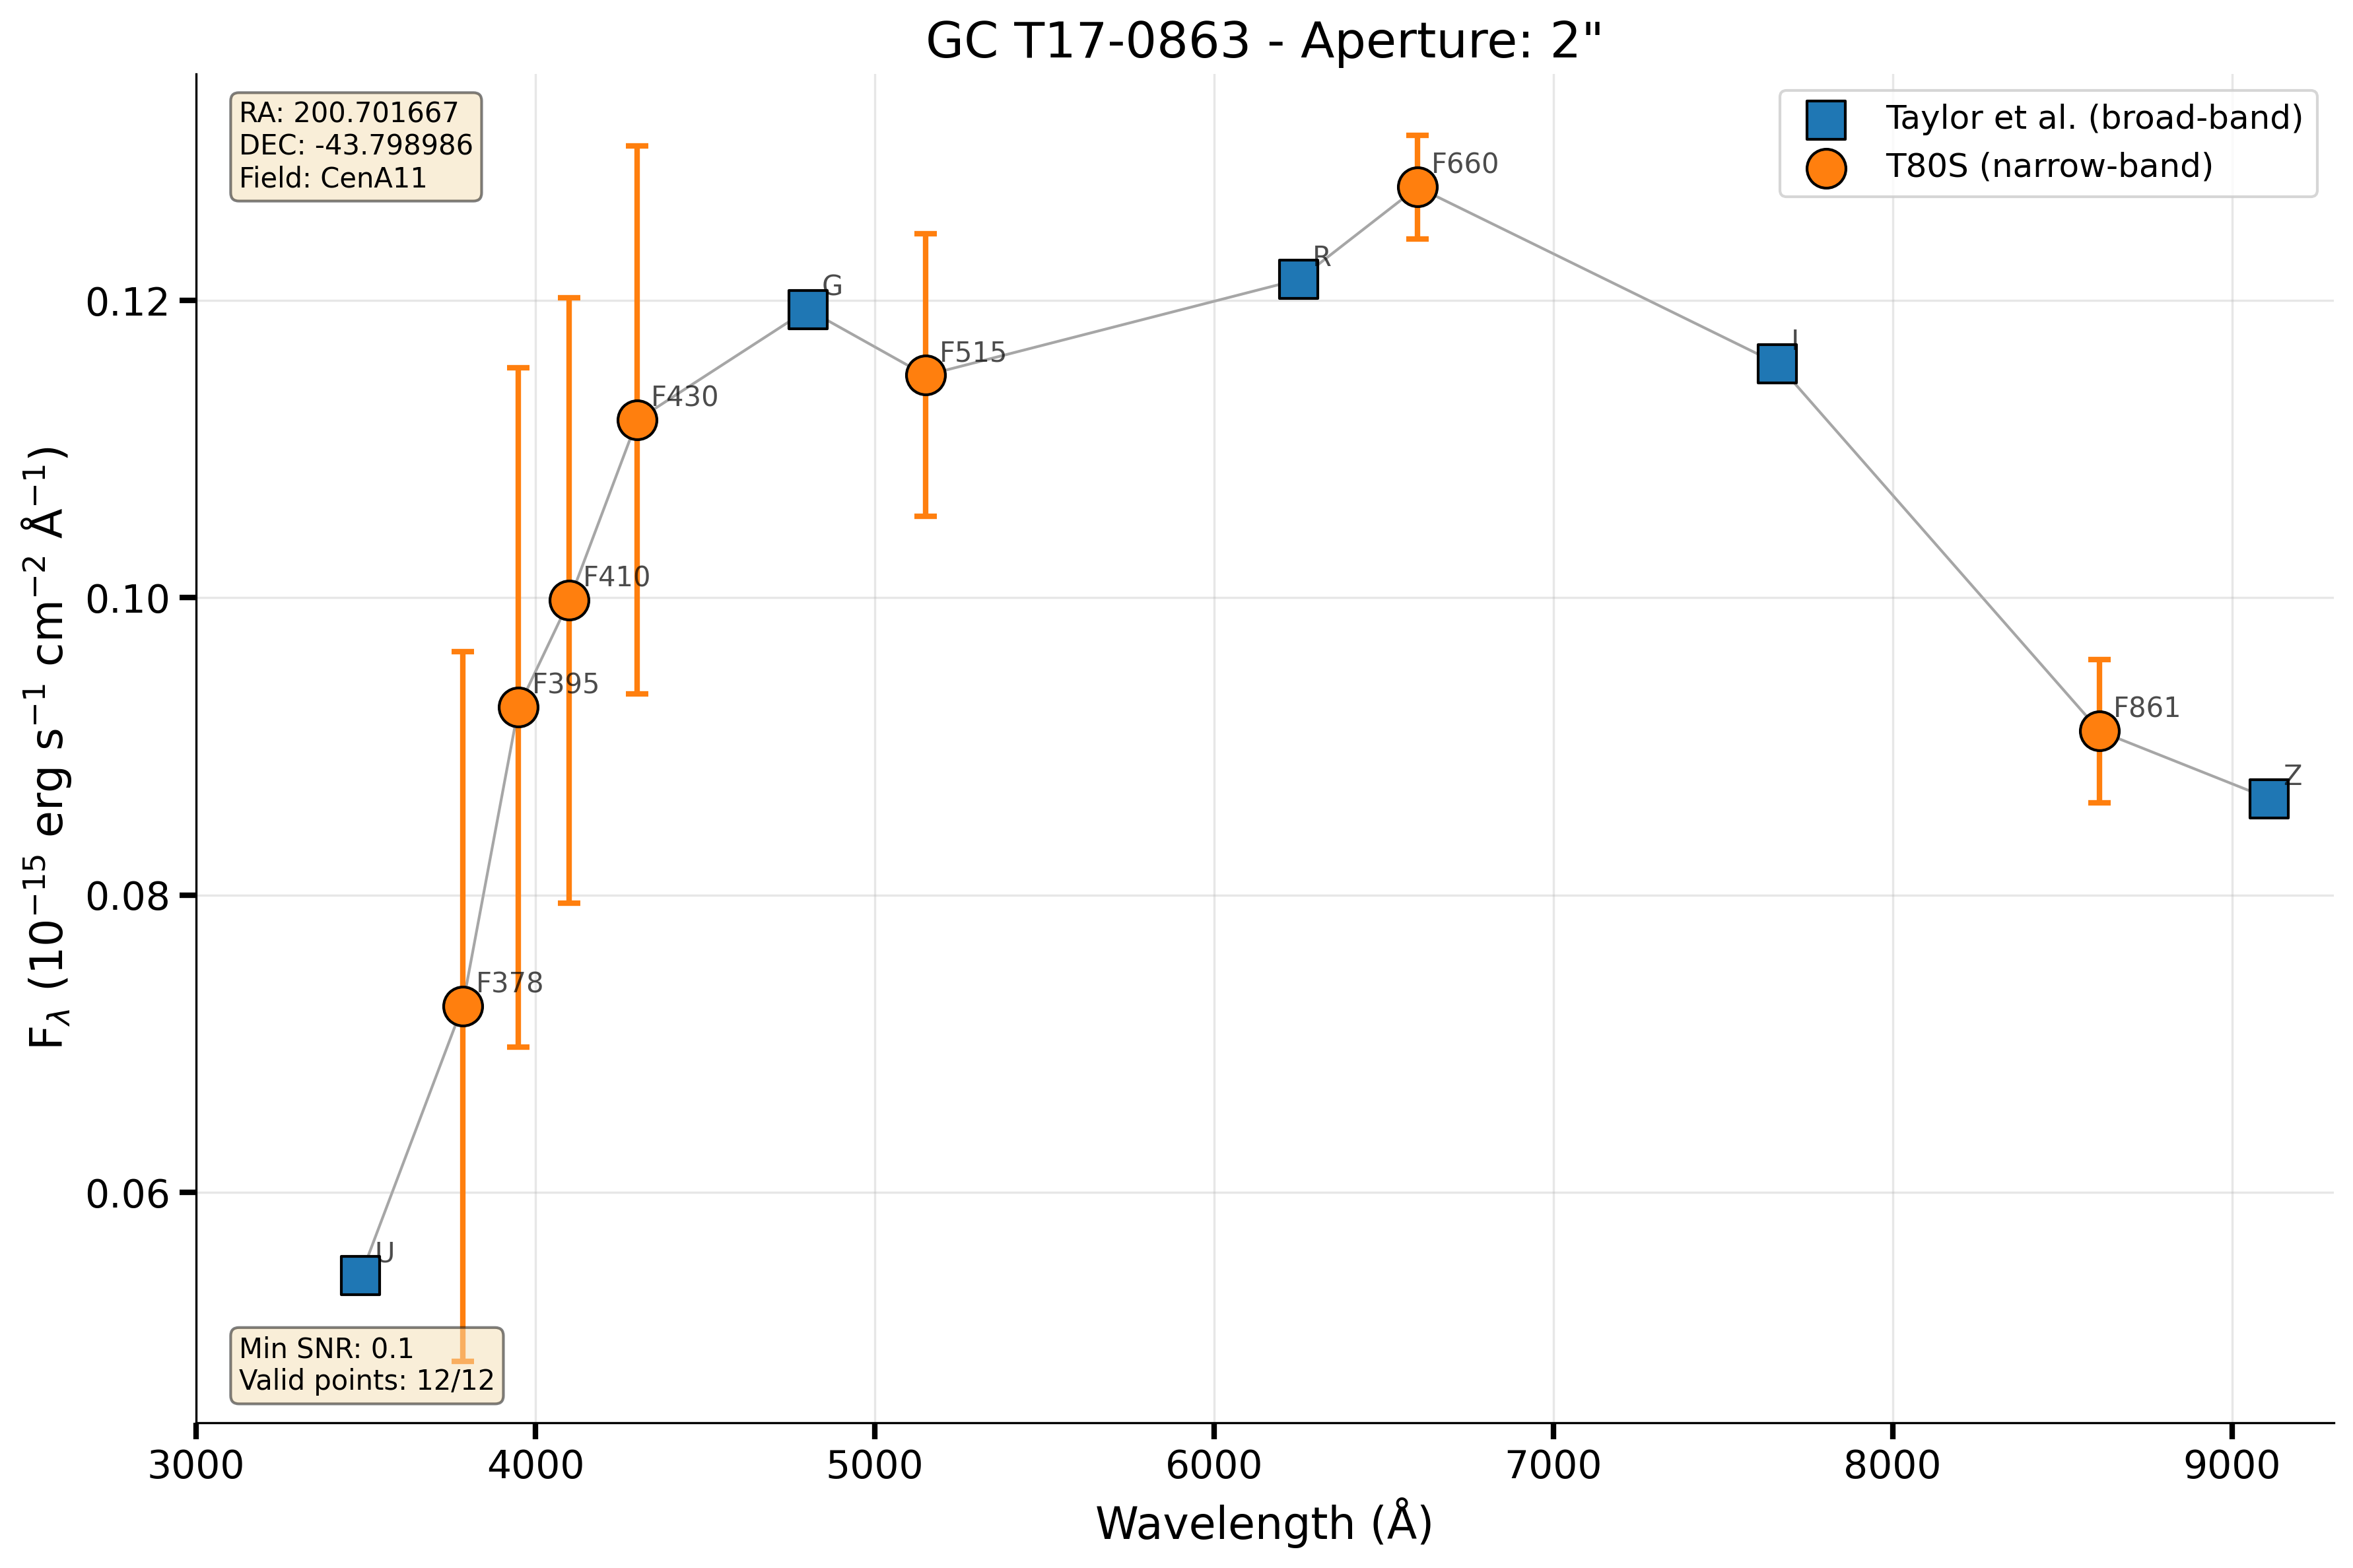 GC T17-0863 - Aperture: 2"
RA: 200.701667
DEC: -43.798986
Field: CenA11
Taylor et al. (broad-band)
T80S (narrow-band)
F660
R
G
I
F515
F430
F410
F395
F861
Z
F378
U
Min SNR: 0.1
Valid points: 12/12
0.12
0.10
0.08
0.06
F_λ (10⁻¹⁵ erg s⁻¹ cm⁻² Å⁻¹)
3000 4000 5000 6000 7000 8000 9000
Wavelength (Å)